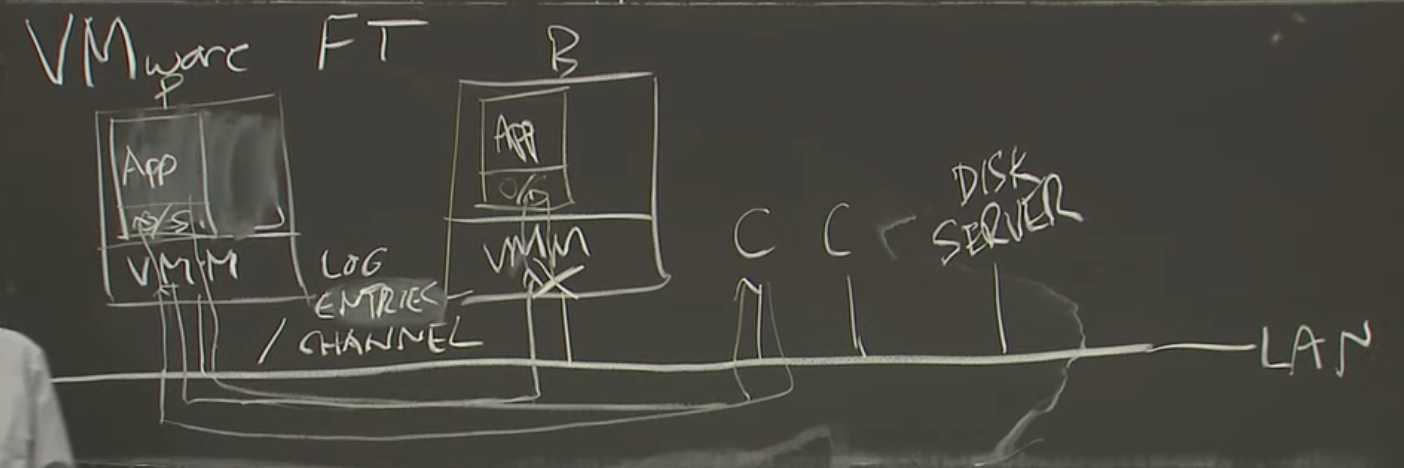 VMware FT
P
App
O/S
VMM
B
App
O/S
VMM
LOG
ENTRIES
/ CHANNEL
C
C
DISK
SERVER
LAN